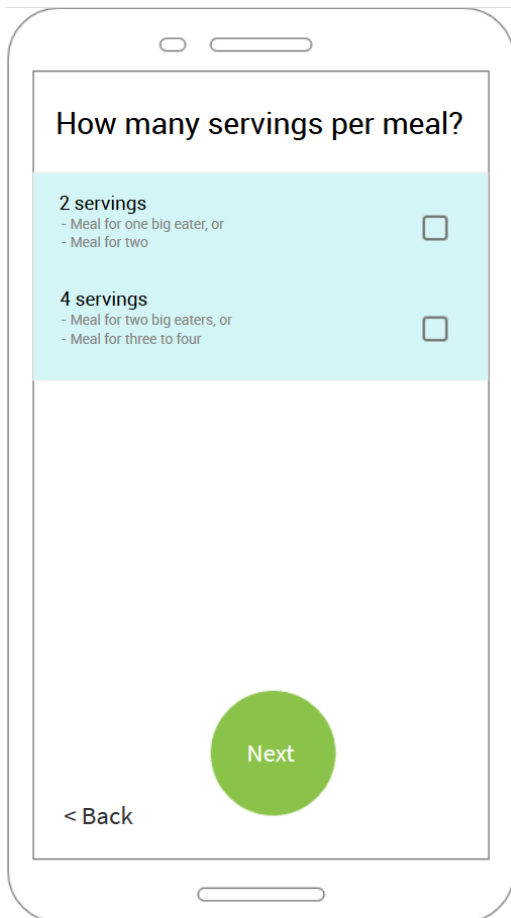 How many servings per meal?
2 servings
- Meal for one big eater, or
- Meal for two
4 servings
- Meal for two big eaters, or
- Meal for three to four
Next
< Back